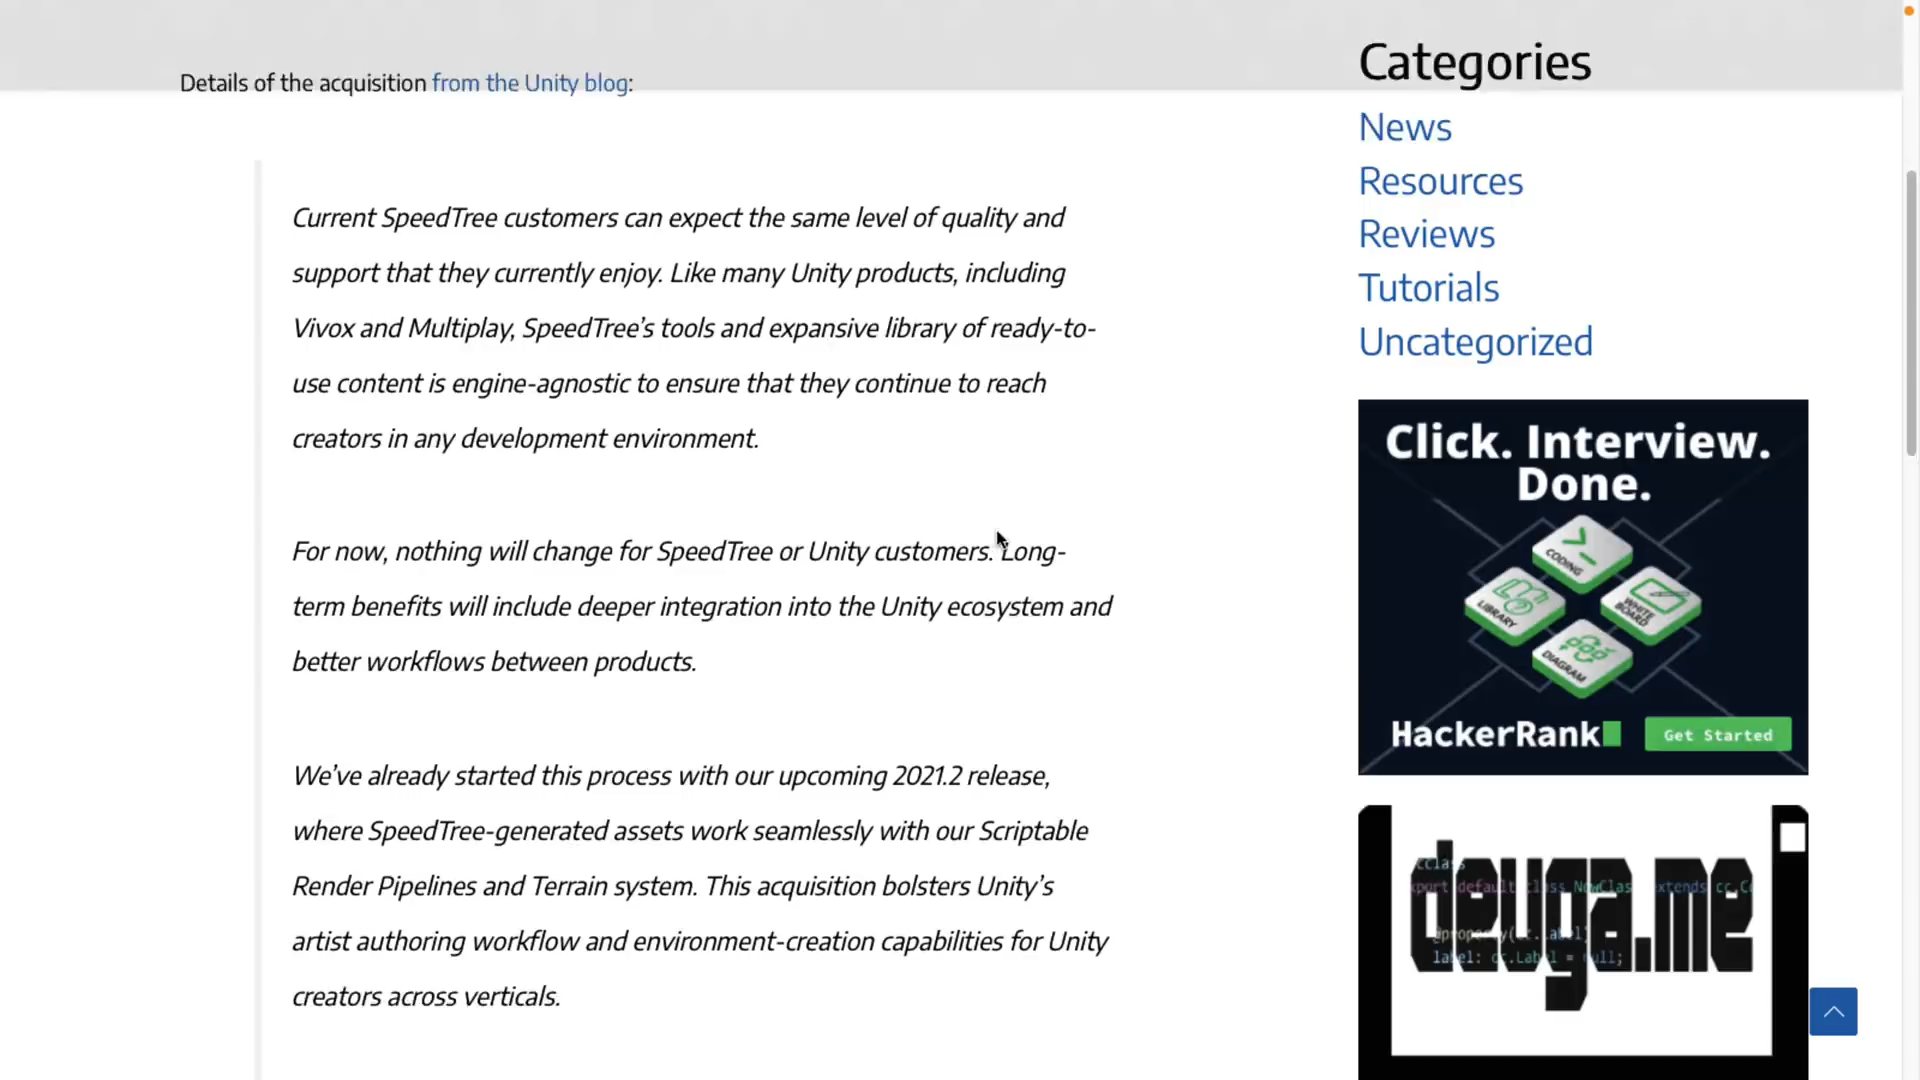 Details of the acquisition from the Unity blog:
Current SpeedTree customers can expect the same level of quality and
support that they currently enjoy. Like many Unity products, including
Vivox and Multiplay, SpeedTree’s tools and expansive library of ready-to-
use content is engine-agnostic to ensure that they continue to reach
creators in any development environment.
For now, nothing will change for SpeedTree or Unity customers. Long-
term benefits will include deeper integration into the Unity ecosystem and
better workflows between products.
We’ve already started this process with our upcoming 2021.2 release,
where SpeedTree-generated assets work seamlessly with our Scriptable
Render Pipelines and Terrain system. This acquisition bolsters Unity’s
artist authoring workflow and environment-creation capabilities for Unity
creators across verticals.
Categories
News
Resources
Reviews
Tutorials
Uncategorized
Click. Interview.
Done.
CODING
LIBRARY
WHITE
BOARD
DIAGRAM
HackerRank
Get Started
devga.me
label: cc.Label = null;